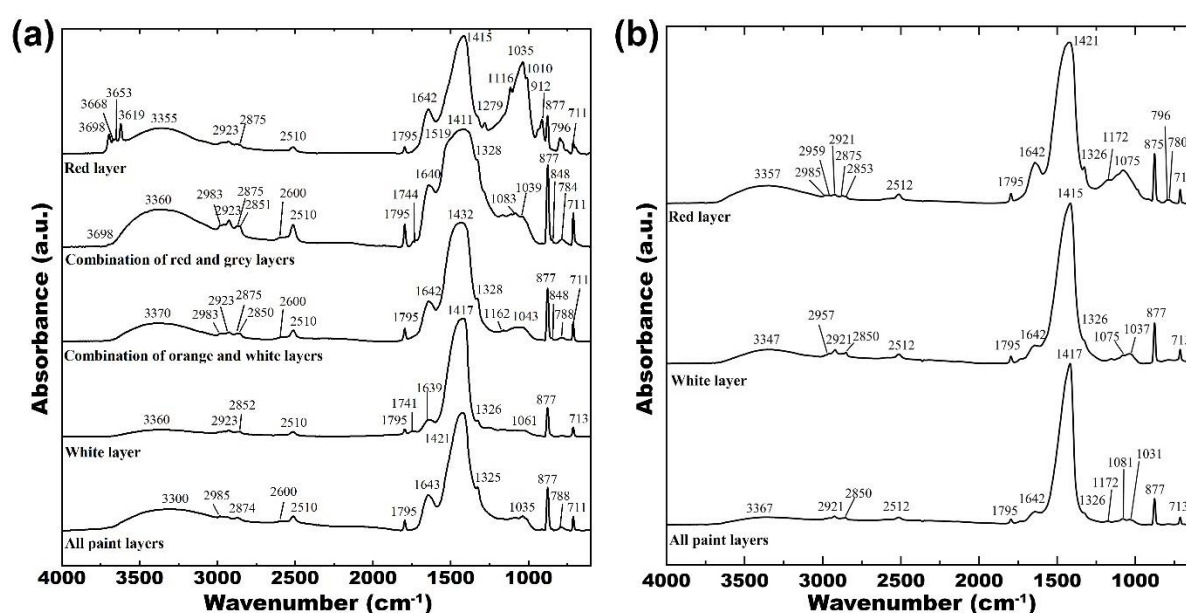 (a)
Absorbance (a.u.)
3698 3668 3653 3619 3355 2923 2875 2510 1795 1642 1415 1279 1116 1035 1010 912 877 796 711
Red layer
3698 3360 2983 2923 2875 2851 2600 2510 1795 1744 1640 1519 1411 1328 1083 1039 877 848 784 711
Combination of red and grey layers
3370 2983 2923 2875 2850 2600 2510 1795 1642 1432 1328 1162 1043 877 848 788 711
Combination of orange and white layers
3360 2923 2852 2510 1795 1741 1639 1417 1326 1061 877 713
White layer
3300 2985 2874 2600 2510 1795 1643 1421 1325 1035 877 788 711
All paint layers
4000 3500 3000 2500 2000 1500 1000
Wavenumber (cm⁻¹)
(b)
Absorbance (a.u.)
3357 2985 2959 2921 2875 2853 2512 1795 1642 1421 1326 1172 1075 875 796 780
Red layer
3347 2957 2921 2850 2512 1795 1642 1415 1326 1075 1037 877
White layer
3367 2921 2850 2512 1795 1642 1417 1326 1172 1081 1031 877 713
All paint layers
4000 3500 3000 2500 2000 1500 1000
Wavenumber (cm⁻¹)